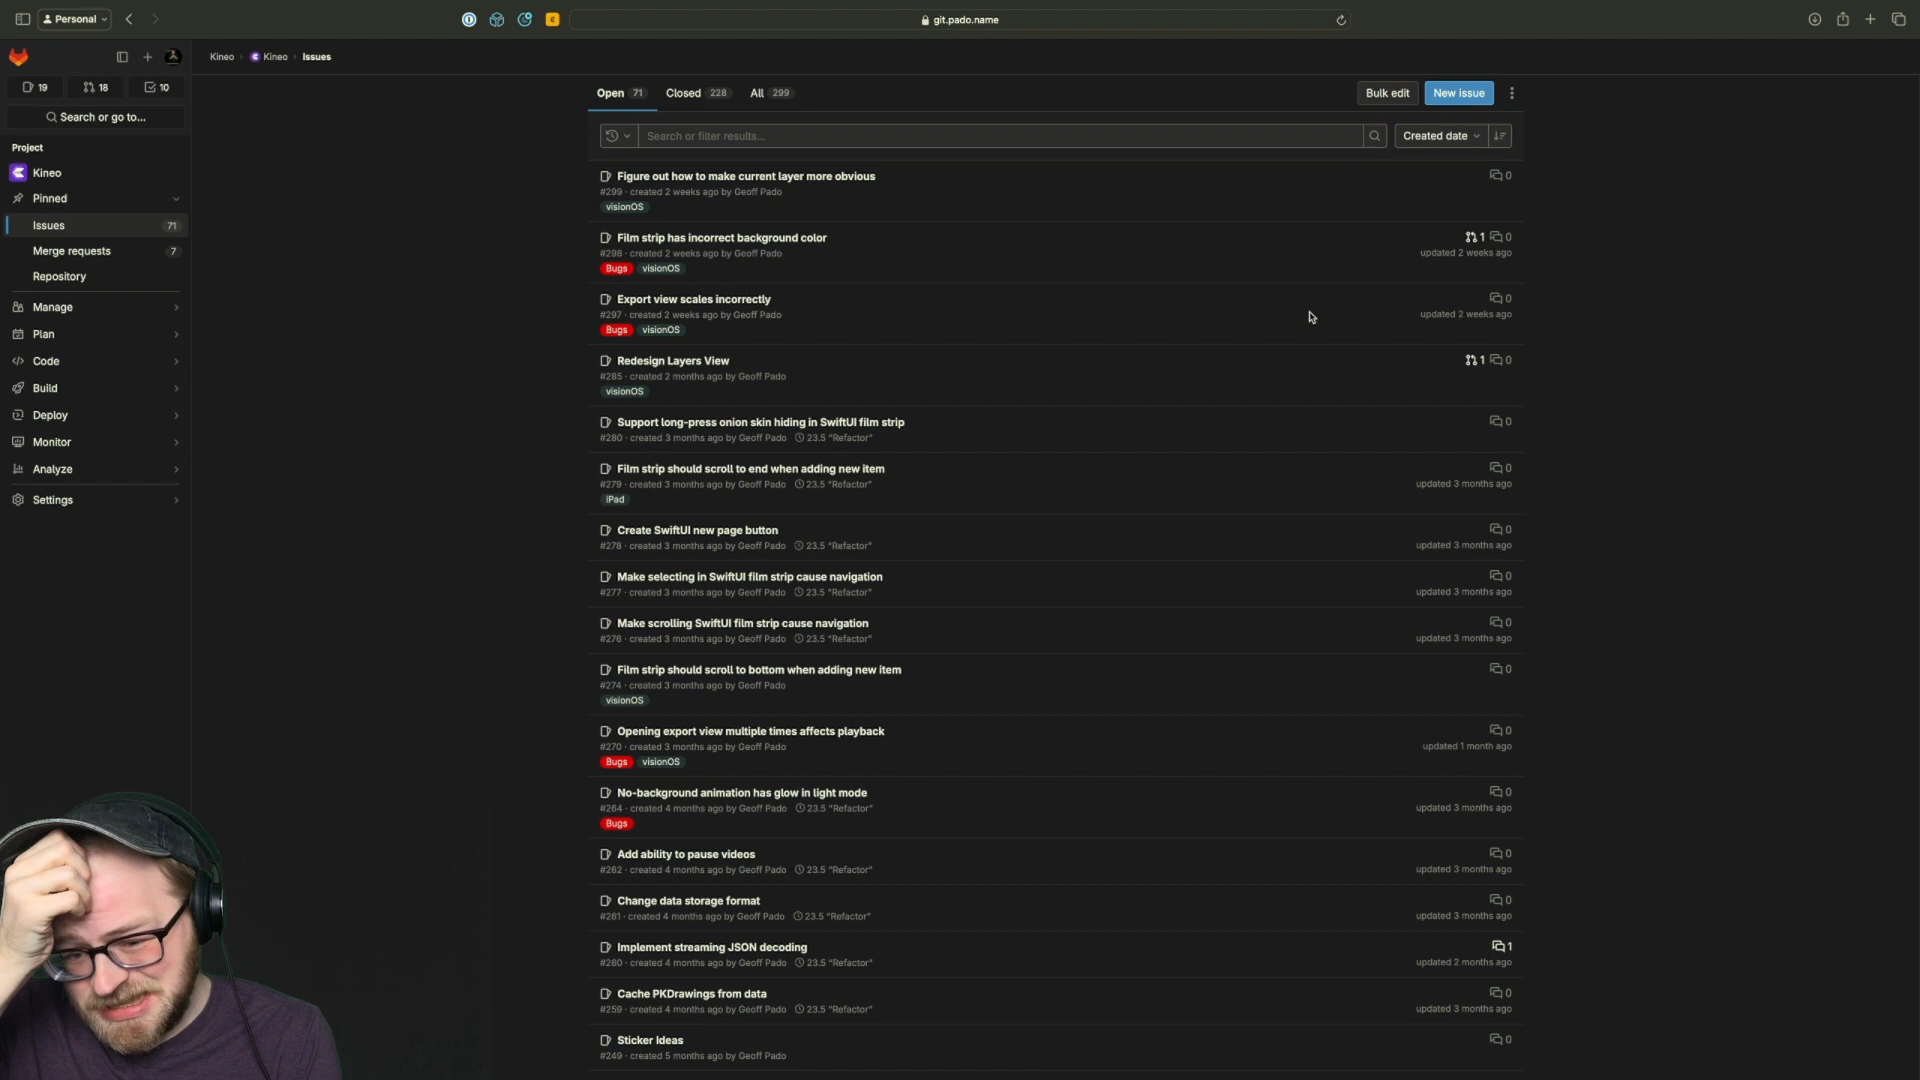 Personal
git.pado.name
19
18
10
Search or go to...
Project
Kineo
Pinned
Issues 71
Merge requests 7
Repository
Manage
Plan
Code
Build
Deploy
Monitor
Analyze
Settings
Kineo
Kineo
Issues
Open 71
Closed 228
All 299
Bulk edit
New issue
Search or filter results...
Created date
Figure out how to make current layer more obvious
0
#299 · created 2 weeks ago by Geoff Pado
visionOS
Film strip has incorrect background color
1 0
#298 · created 2 weeks ago by Geoff Pado
updated 2 weeks ago
Bugs visionOS
Export view scales incorrectly
0
#297 · created 2 weeks ago by Geoff Pado
updated 2 weeks ago
Bugs visionOS
Redesign Layers View
1 0
#285 · created 2 months ago by Geoff Pado
visionOS
Support long-press onion skin hiding in SwiftUI film strip
0
#280 · created 3 months ago by Geoff Pado 23.5 "Refactor"
Film strip should scroll to end when adding new item
0
#279 · created 3 months ago by Geoff Pado 23.5 "Refactor"
updated 3 months ago
iPad
Create SwiftUI new page button
0
#278 · created 3 months ago by Geoff Pado 23.5 "Refactor"
updated 3 months ago
Make selecting in SwiftUI film strip cause navigation
0
#277 · created 3 months ago by Geoff Pado 23.5 "Refactor"
updated 3 months ago
Make scrolling SwiftUI film strip cause navigation
0
#276 · created 3 months ago by Geoff Pado 23.5 "Refactor"
updated 3 months ago
Film strip should scroll to bottom when adding new item
0
#274 · created 3 months ago by Geoff Pado
visionOS
Opening export view multiple times affects playback
0
#270 · created 3 months ago by Geoff Pado
updated 1 month ago
Bugs visionOS
No-background animation has glow in light mode
0
#264 · created 4 months ago by Geoff Pado 23.5 "Refactor"
updated 3 months ago
Bugs
Add ability to pause videos
0
#262 · created 4 months ago by Geoff Pado 23.5 "Refactor"
updated 3 months ago
Change data storage format
0
#261 · created 4 months ago by Geoff Pado 23.5 "Refactor"
updated 3 months ago
Implement streaming JSON decoding
1
#260 · created 4 months ago by Geoff Pado 23.5 "Refactor"
updated 2 months ago
Cache PKDrawings from data
0
#259 · created 4 months ago by Geoff Pado 23.5 "Refactor"
updated 3 months ago
Sticker Ideas
0
#249 · created 5 months ago by Geoff Pado